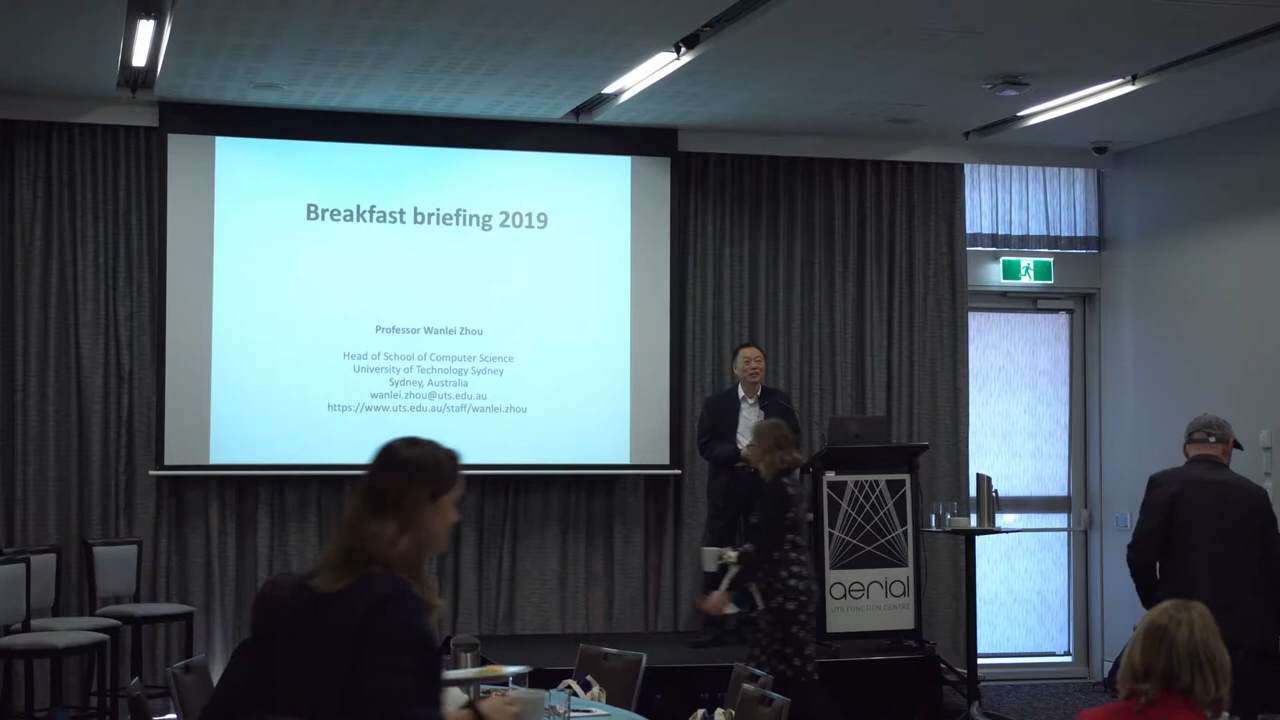 Breakfast briefing 2019
Professor Wanlei Zhou
Head of School of Computer Science
University of Technology Sydney
Sydney, Australia
wanlei.zhou@uts.edu.au
https://www.uts.edu.au/staff/wanlei.zhou
aerial
UTS FUNCTION CENTRE